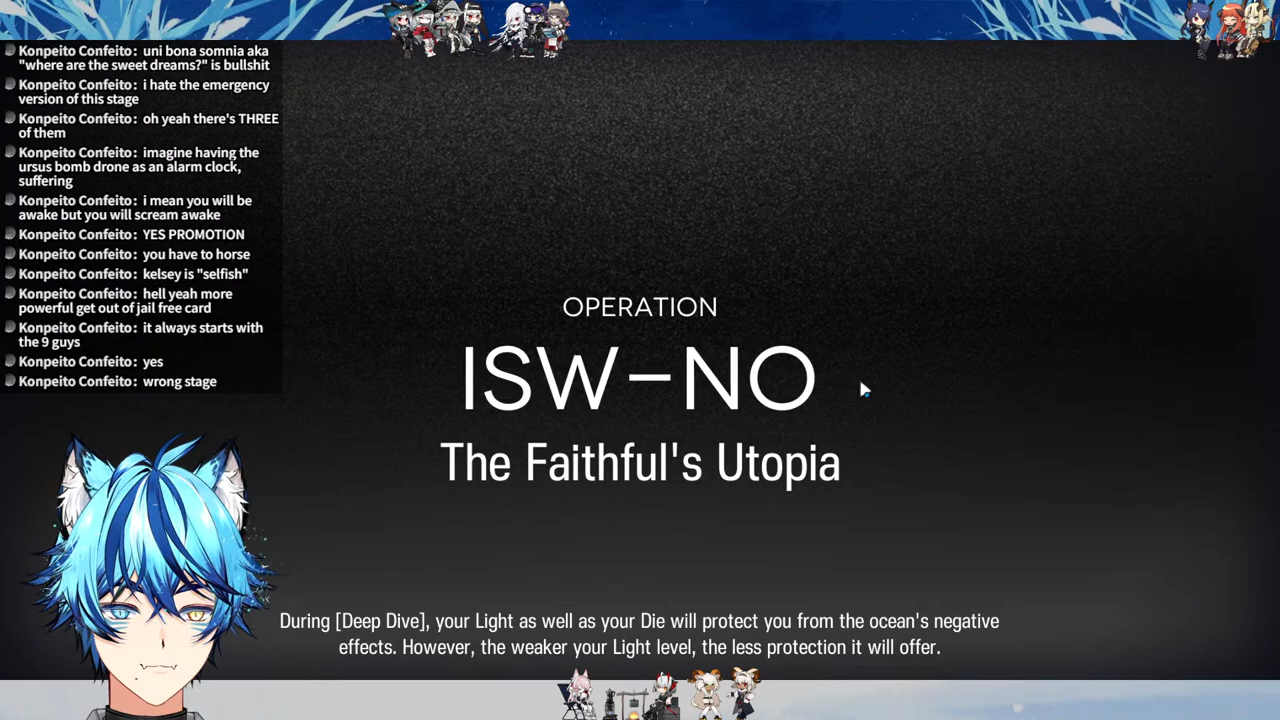 Konpeito Confeito: uni bona somnia aka
"where are the sweet dreams?" is bullshit
Konpeito Confeito: i hate the emergency
version of this stage
Konpeito Confeito: oh yeah there's THREE
of them
Konpeito Confeito: imagine having the
ursus bomb drone as an alarm clock,
suffering
Konpeito Confeito: i mean you will be
awake but you will scream awake
Konpeito Confeito: YES PROMOTION
Konpeito Confeito: you have to horse
Konpeito Confeito: kelsey is "selfish"
Konpeito Confeito: hell yeah more
powerful get out of jail free card
Konpeito Confeito: it always starts with
the 9 guys
Konpeito Confeito: yes
Konpeito Confeito: wrong stage
OPERATION
ISW-NO
The Faithful's Utopia
During [Deep Dive], your Light as well as your Die will protect you from the ocean's negative
effects. However, the weaker your Light level, the less protection it will offer.